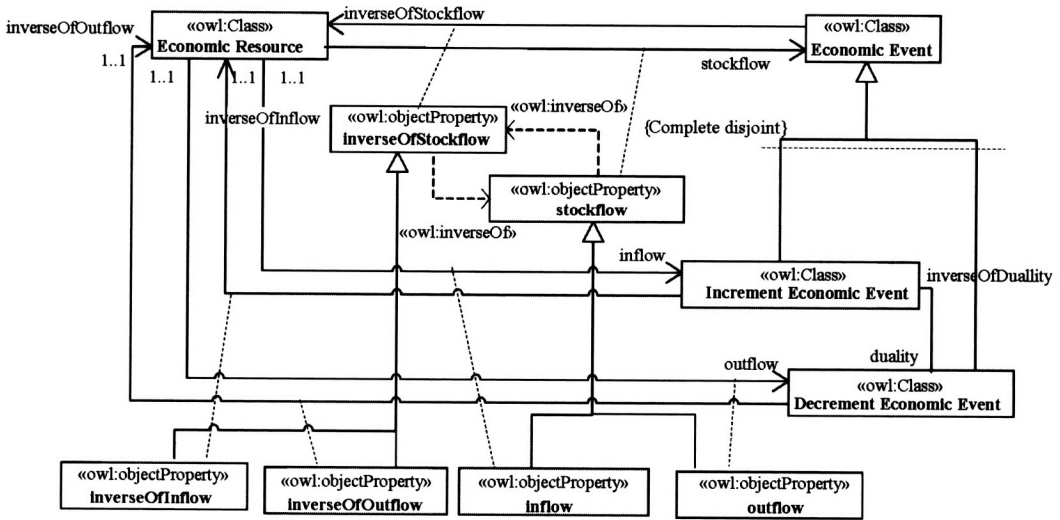 inverseOfStockflow
«owl:Class»
Economic Resource
«owl:Class»
Economic Event
inverseOfOutflow
1..1
1..1
1..1
1..1
stockflow
inverseOfInflow
«owl:objectProperty»
inverseOfStockflow
«owl:inverseOf»
{Complete disjoint}
«owl:objectProperty»
stockflow
«owl:inverseOf»
inflow
«owl:Class»
Increment Economic Event
inverseOfDuallity
outflow
duality
«owl:Class»
Decrement Economic Event
«owl:objectProperty»
inverseOfInflow
«owl:objectProperty»
inverseOfOutflow
«owl:objectProperty»
inflow
«owl:objectProperty»
outflow